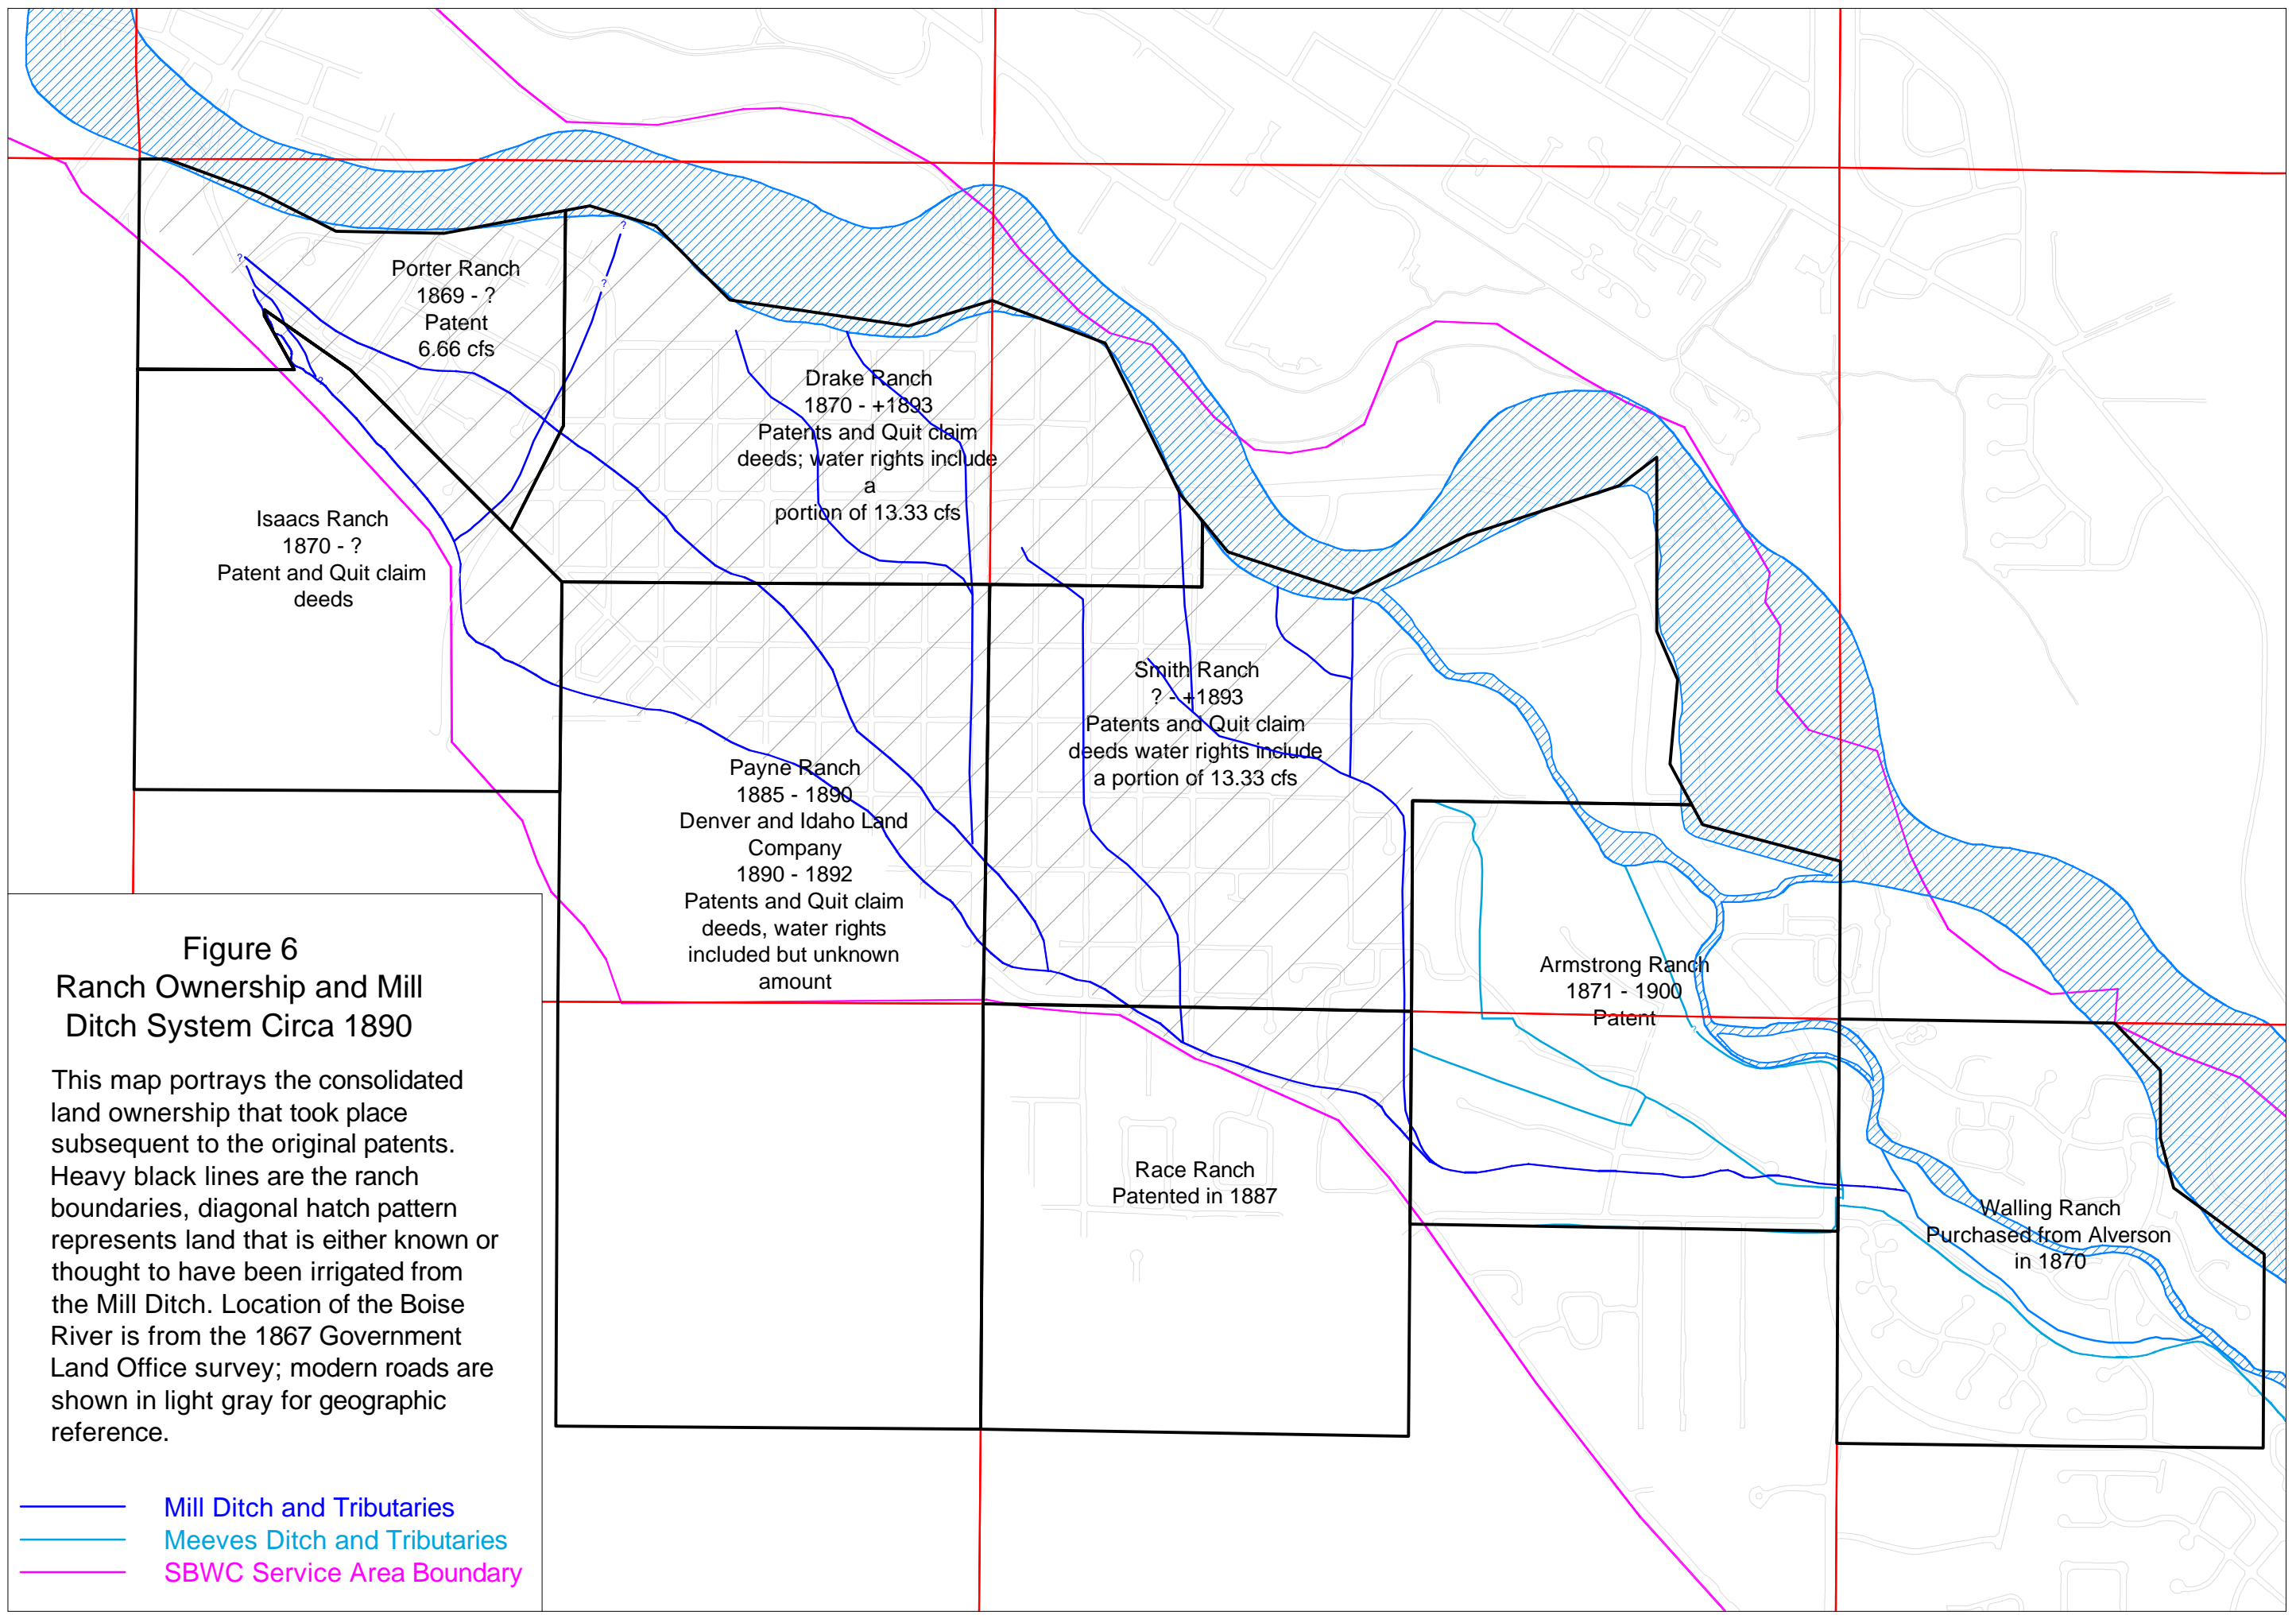 Porter Ranch
1869 - ?
Patent
6.66 cfs
?
?
?
?
Drake Ranch
1870 - +1893
Patents and Quit claim
deeds; water rights include
a
portion of 13.33 cfs
Isaacs Ranch
1870 - ?
Patent and Quit claim
deeds
Smith Ranch
? - +1893
Patents and Quit claim
deeds water rights include
a portion of 13.33 cfs
Payne Ranch
1885 - 1890
Denver and Idaho Land
Company
1890 - 1892
Patents and Quit claim
deeds, water rights
included but unknown
amount
Armstrong Ranch
1871 - 1900
Patent
?
Race Ranch
Patented in 1887
Walling Ranch
Purchased from Alverson
in 1870
Figure 6
Ranch Ownership and Mill
Ditch System Circa 1890
This map portrays the consolidated
land ownership that took place
subsequent to the original patents.
Heavy black lines are the ranch
boundaries, diagonal hatch pattern
represents land that is either known or
thought to have been irrigated from
the Mill Ditch. Location of the Boise
River is from the 1867 Government
Land Office survey; modern roads are
shown in light gray for geographic
reference.
Mill Ditch and Tributaries
Meeves Ditch and Tributaries
SBWC Service Area Boundary